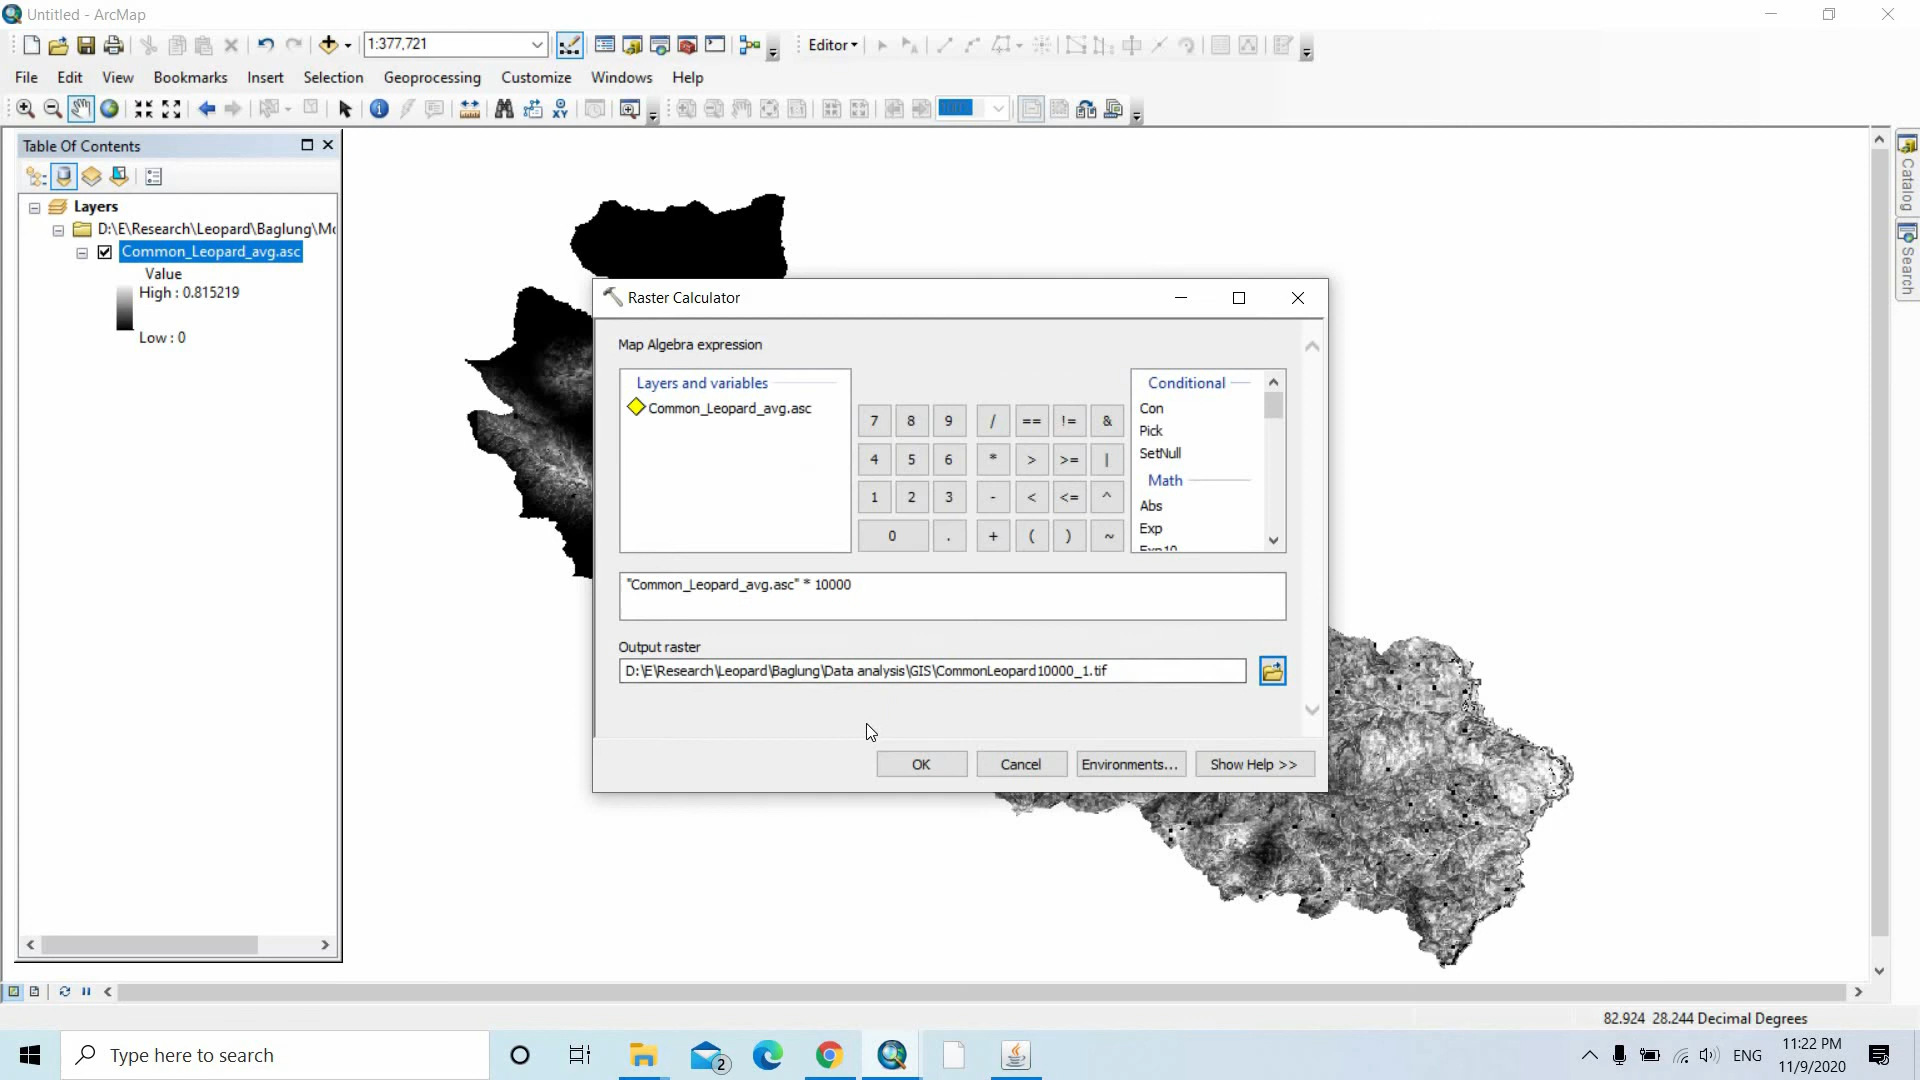 Untitled - ArcMap
1:377,721
Editor
File Edit View Bookmarks Insert Selection Geoprocessing Customize Windows Help
Table Of Contents
Layers
D:\E\Research\Leopard\Baglung\Mo
Common_Leopard_avg.asc
Value
High : 0.815219
Low : 0
Raster Calculator
Map Algebra expression
Layers and variables
Common_Leopard_avg.asc
7 8 9 / == != &
4 5 6 * > >= |
1 2 3 - < <= ^
0 . + ( ) ~
Conditional
Con
Pick
SetNull
Math
Abs
Exp
Exp10
"Common_Leopard_avg.asc" * 10000
Output raster
D:\E\Research\Leopard\Baglung\Data analysis\GIS\CommonLeopard10000_1.tif
OK Cancel Environments... Show Help >>
Catalog
Search
82.924 28.244 Decimal Degrees
Type here to search
2
ENG
11:22 PM
11/9/2020